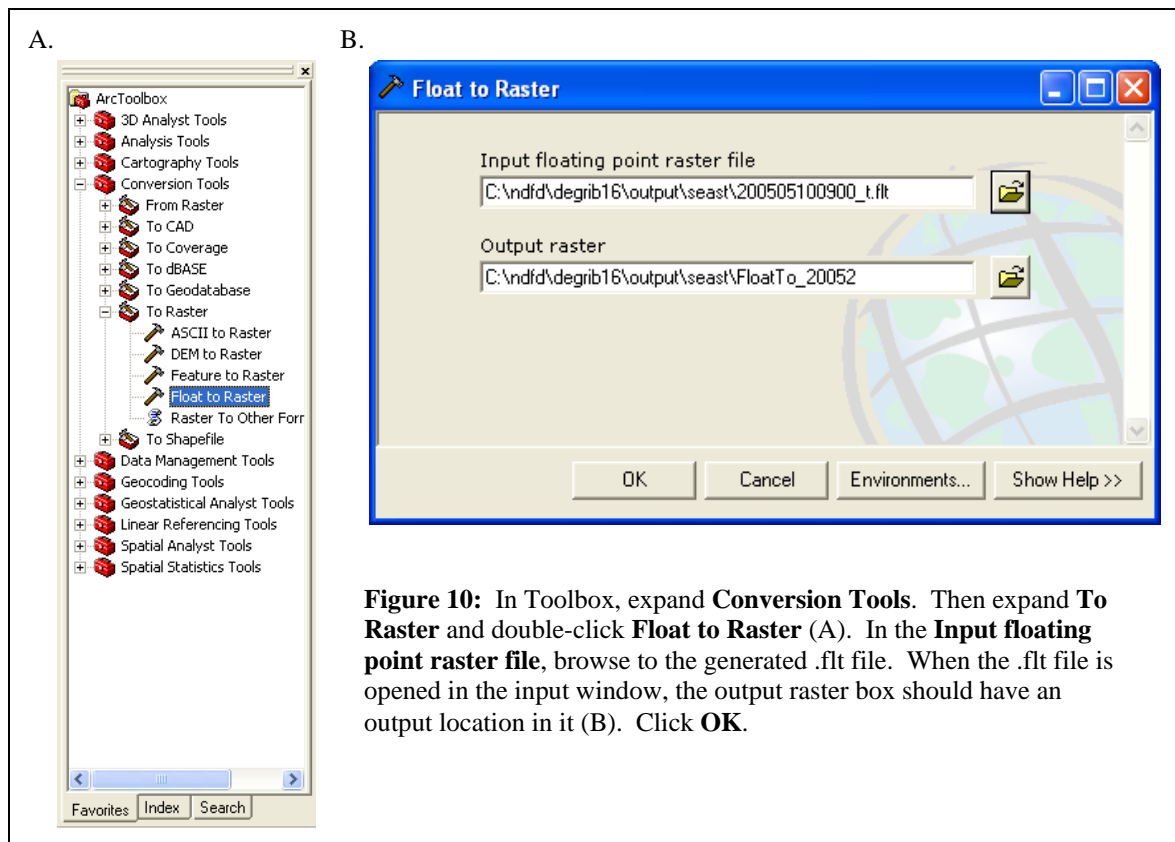 A.
B.
ArcToolbox
3D Analyst Tools
Analysis Tools
Cartography Tools
Conversion Tools
From Raster
To CAD
To Coverage
To dBASE
To Geodatabase
To Raster
ASCII to Raster
DEM to Raster
Feature to Raster
Float to Raster
Raster To Other Forr
To Shapefile
Data Management Tools
Geocoding Tools
Geostatistical Analyst Tools
Linear Referencing Tools
Spatial Analyst Tools
Spatial Statistics Tools
Favorites Index Search
Float to Raster
Input floating point raster file
C:\ndfd\degrib16\output\seast\200505100900_t.flt
Output raster
C:\ndfd\degrib16\output\seast\FloatTo_20052
OK Cancel Environments... Show Help >>
Figure 10: In Toolbox, expand Conversion Tools. Then expand To
Raster and double-click Float to Raster (A). In the Input floating
point raster file, browse to the generated .flt file. When the .flt file is
opened in the input window, the output raster box should have an
output location in it (B). Click OK.